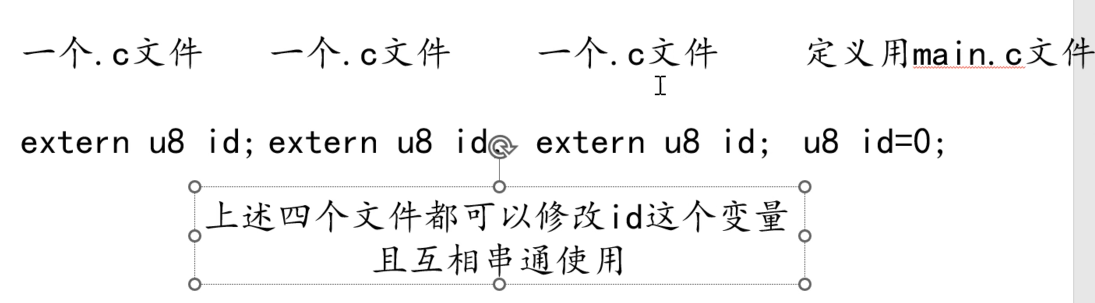 一个.c文件 一个.c文件 一个.c文件 定义用main.c文件
extern u8 id; extern u8 id extern u8 id; u8 id=0;
上述四个文件都可以修改id这个变量
且互相串通使用